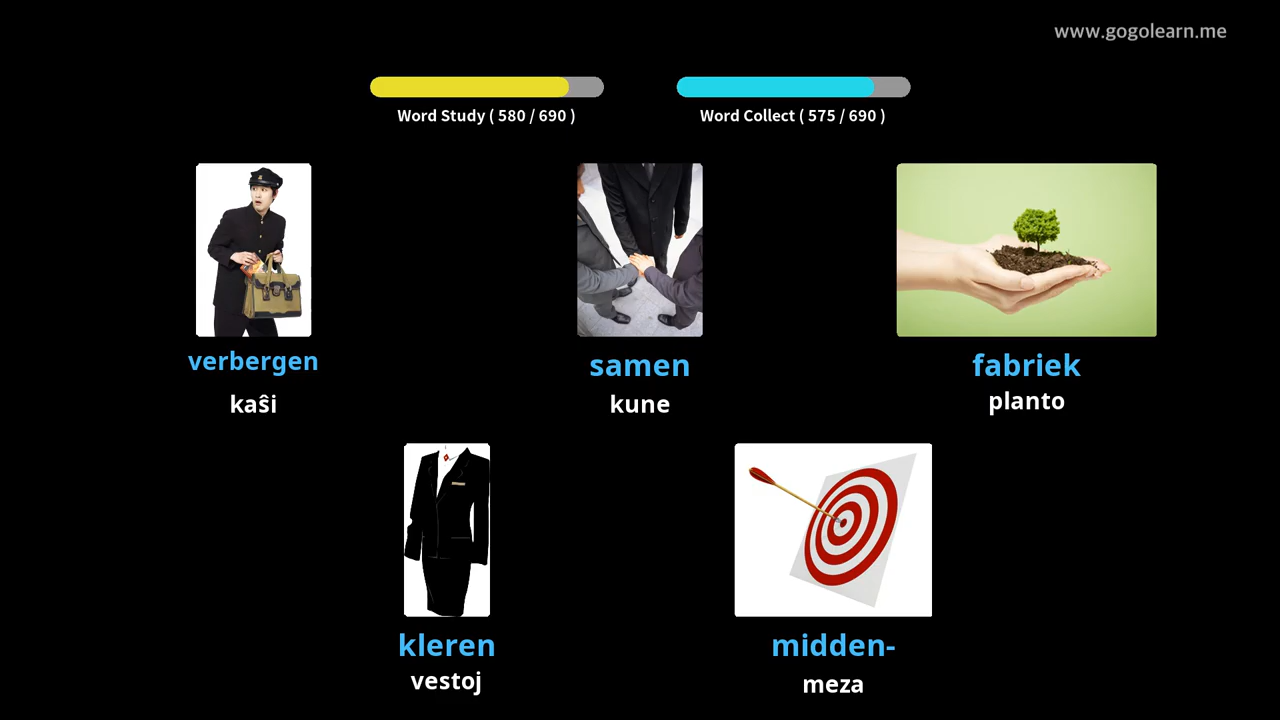 www.gogolearn.me
Word Study ( 580 / 690 )
Word Collect ( 575 / 690 )
verbergen
kaŝi
samen
kune
fabriek
planto
kleren
vestoj
midden-
meza